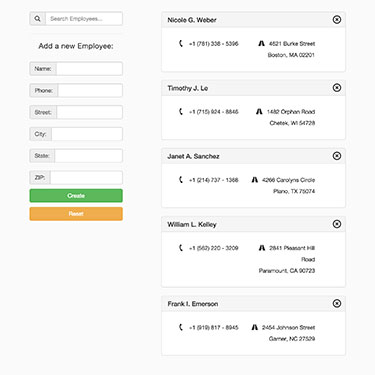 Search Employees...
Add a new Employee:
Name:
Phone:
Street:
City:
State:
ZIP:
Create
Reset
Nicole G. Weber
+1 (781) 338 - 5396
4621 Burke Street
Boston, MA 02201
Timothy J. Le
+1 (715) 924 - 8846
1482 Orphan Road
Chetek, WI 54728
Janet A. Sanchez
+1 (214) 737 - 1368
4266 Carolyns Circle
Plano, TX 75074
William L. Kelley
+1 (562) 220 - 3209
2841 Pleasant Hill
Road
Paramount, CA 90723
Frank I. Emerson
+1 (919) 817 - 8945
2454 Johnson Street
Garner, NC 27529